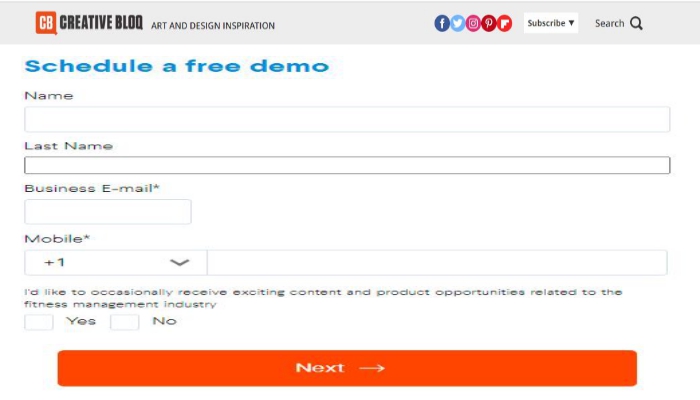 CB CREATIVE BLOQ ART AND DESIGN INSPIRATION Subscribe ▼ Search
Schedule a free demo
Name
Last Name
Business E-mail*
Mobile*
+1
I'd like to occasionally receive exciting content and product opportunities related to the
fitness management industry
Yes No
Next →